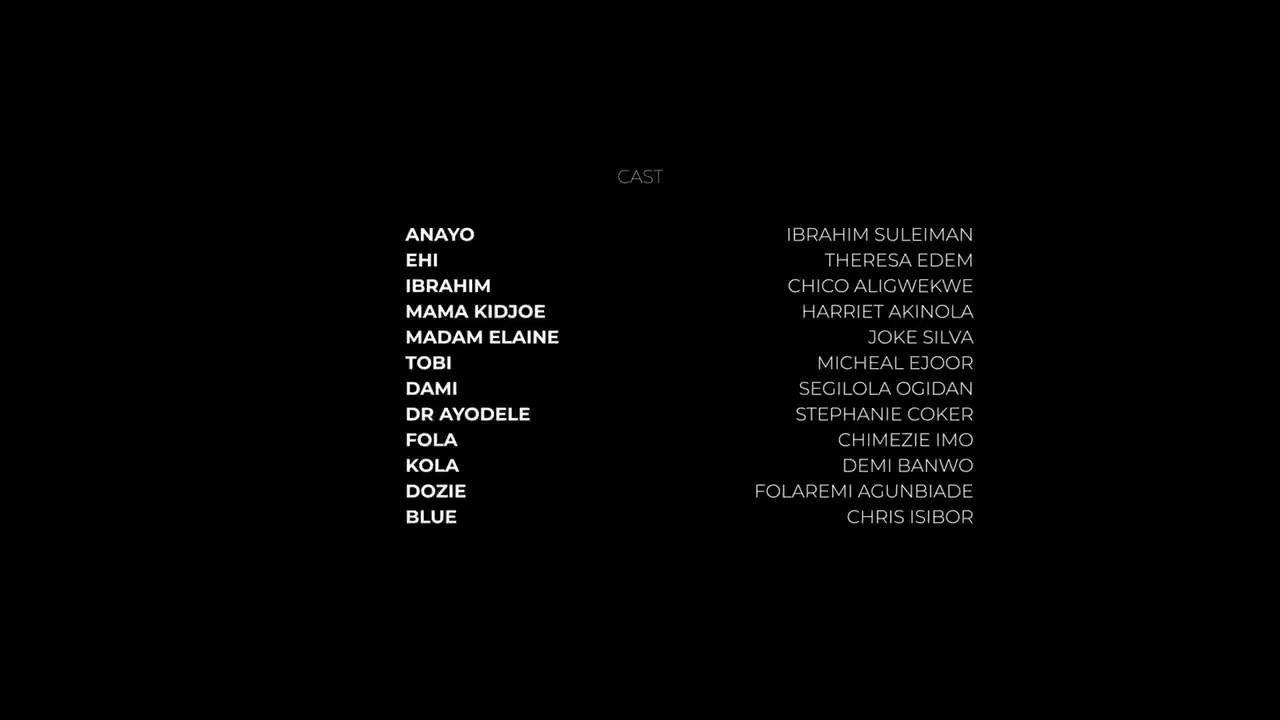 CAST
ANAYO IBRAHIM SULEIMAN
EHI THERESA EDEM
IBRAHIM CHICO ALIGWEKWE
MAMA KIDJOE HARRIET AKINOLA
MADAM ELAINE JOKE SILVA
TOBI MICHEAL EJOOR
DAMI SEGILOLA OGIDAN
DR AYODELE STEPHANIE COKER
FOLA CHIMEZIE IMO
KOLA DEMI BANWO
DOZIE FOLAREMI AGUNBIADE
BLUE CHRIS ISIBOR